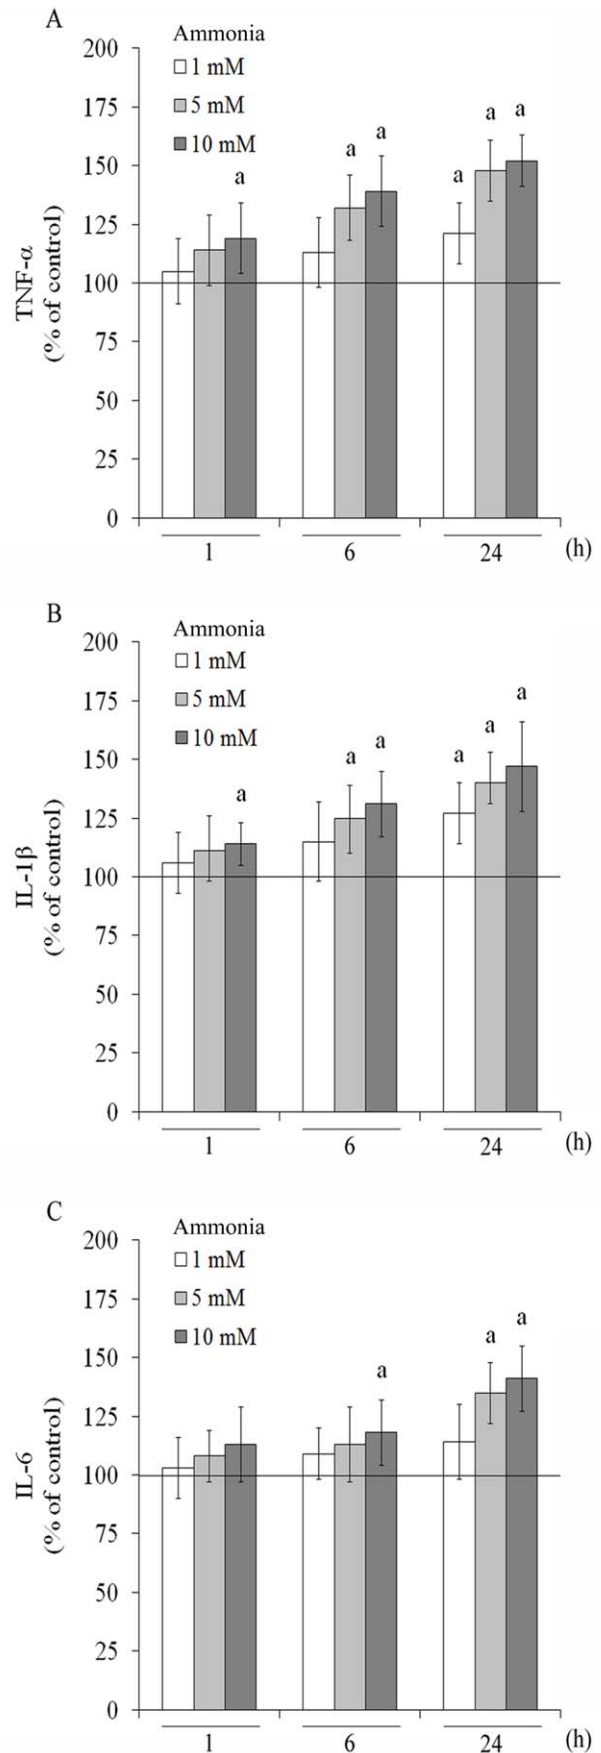 A
Ammonia
1 mM
5 mM
10 mM
200
175
150
125
100
75
50
25
0
TNF-α
(% of control)
a
a a
a a a
1 6 24 (h)
B
Ammonia
1 mM
5 mM
10 mM
200
175
150
125
100
75
50
25
0
IL-1β
(% of control)
a
a a
a a a
1 6 24 (h)
C
Ammonia
1 mM
5 mM
10 mM
200
175
150
125
100
75
50
25
0
IL-6
(% of control)
a
a a
1 6 24 (h)